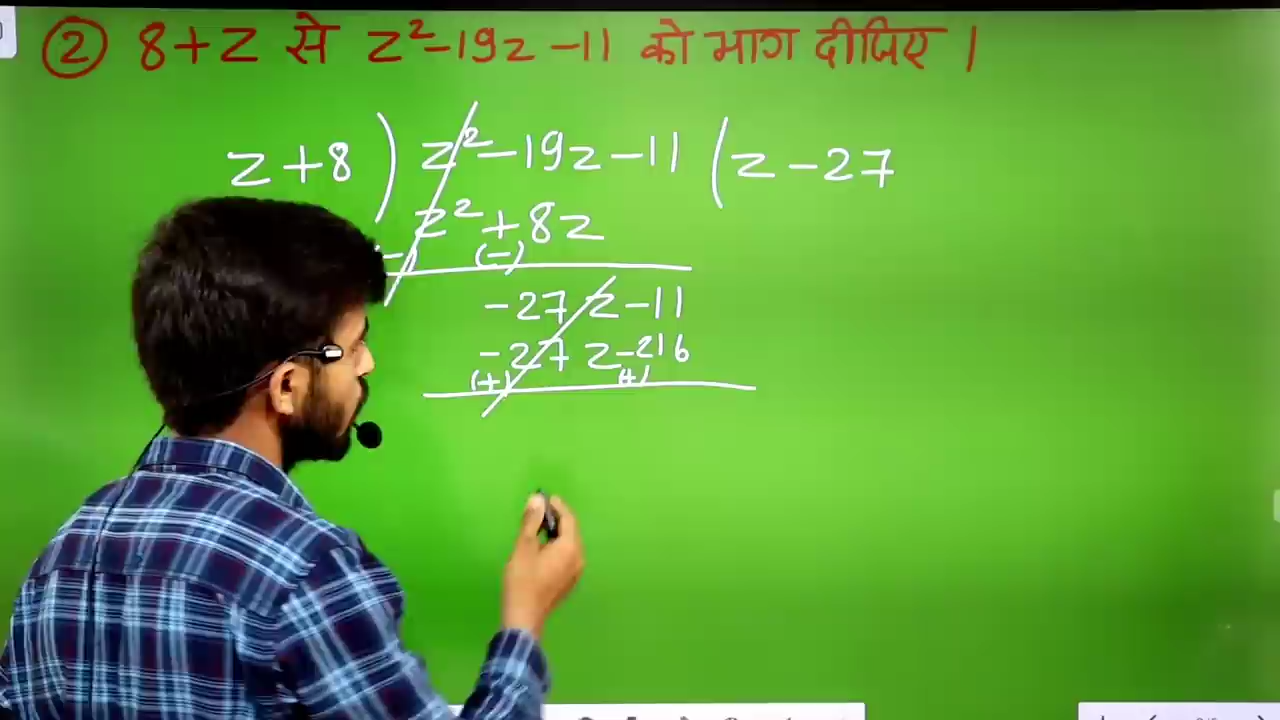 ② 8+z से z²-19z-11 को भाग दीजिए ।
z+8 ) z²-19z-11 ( z-27
z²+8z
(-) (-)
-27z-11
-27z-216
(+) (+)